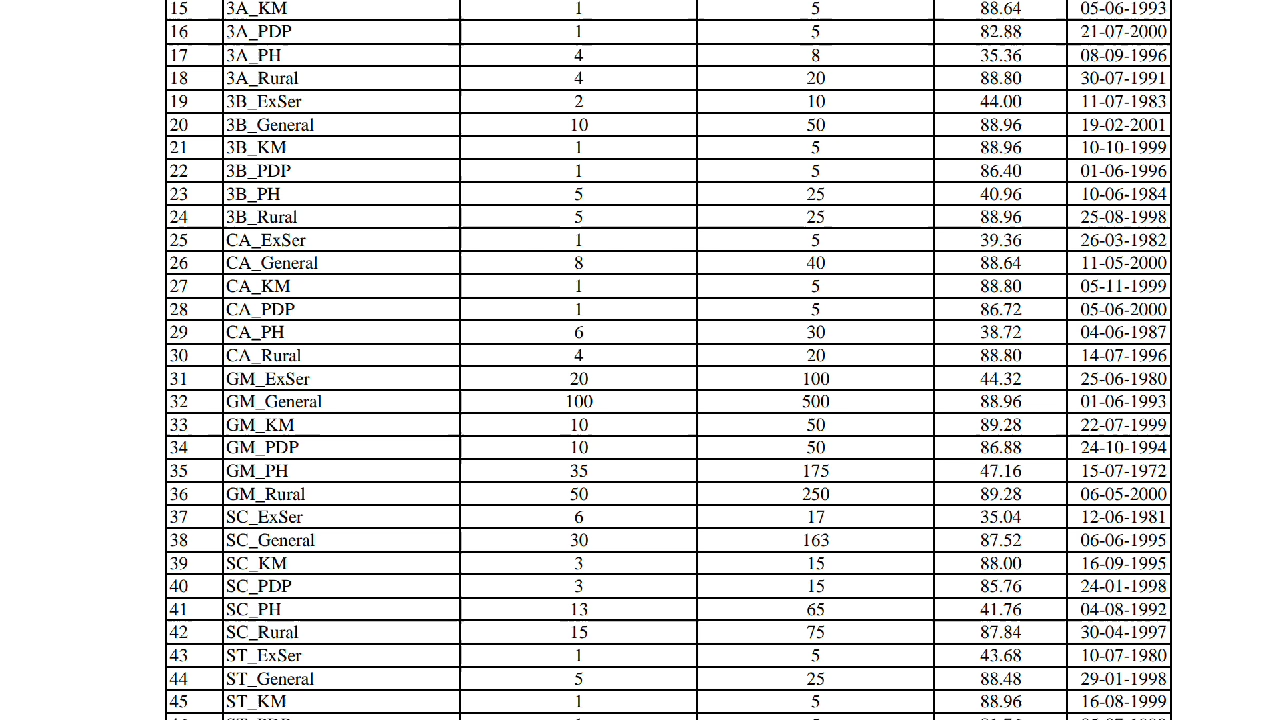 15 3A_KM 1 5 88.64 05-06-1993
16 3A_PDP 1 5 82.88 21-07-2000
17 3A_PH 4 8 35.36 08-09-1996
18 3A_Rural 4 20 88.80 30-07-1991
19 3B_ExSer 2 10 44.00 11-07-1983
20 3B_General 10 50 88.96 19-02-2001
21 3B_KM 1 5 88.96 10-10-1999
22 3B_PDP 1 5 86.40 01-06-1996
23 3B_PH 5 25 40.96 10-06-1984
24 3B_Rural 5 25 88.96 25-08-1998
25 CA_ExSer 1 5 39.36 26-03-1982
26 CA_General 8 40 88.64 11-05-2000
27 CA_KM 1 5 88.80 05-11-1999
28 CA_PDP 1 5 86.72 05-06-2000
29 CA_PH 6 30 38.72 04-06-1987
30 CA_Rural 4 20 88.80 14-07-1996
31 GM_ExSer 20 100 44.32 25-06-1980
32 GM_General 100 500 88.96 01-06-1993
33 GM_KM 10 50 89.28 22-07-1999
34 GM_PDP 10 50 86.88 24-10-1994
35 GM_PH 35 175 47.16 15-07-1972
36 GM_Rural 50 250 89.28 06-05-2000
37 SC_ExSer 6 17 35.04 12-06-1981
38 SC_General 30 163 87.52 06-06-1995
39 SC_KM 3 15 88.00 16-09-1995
40 SC_PDP 3 15 85.76 24-01-1998
41 SC_PH 13 65 41.76 04-08-1992
42 SC_Rural 15 75 87.84 30-04-1997
43 ST_ExSer 1 5 43.68 10-07-1980
44 ST_General 5 25 88.48 29-01-1998
45 ST_KM 1 5 88.96 16-08-1999